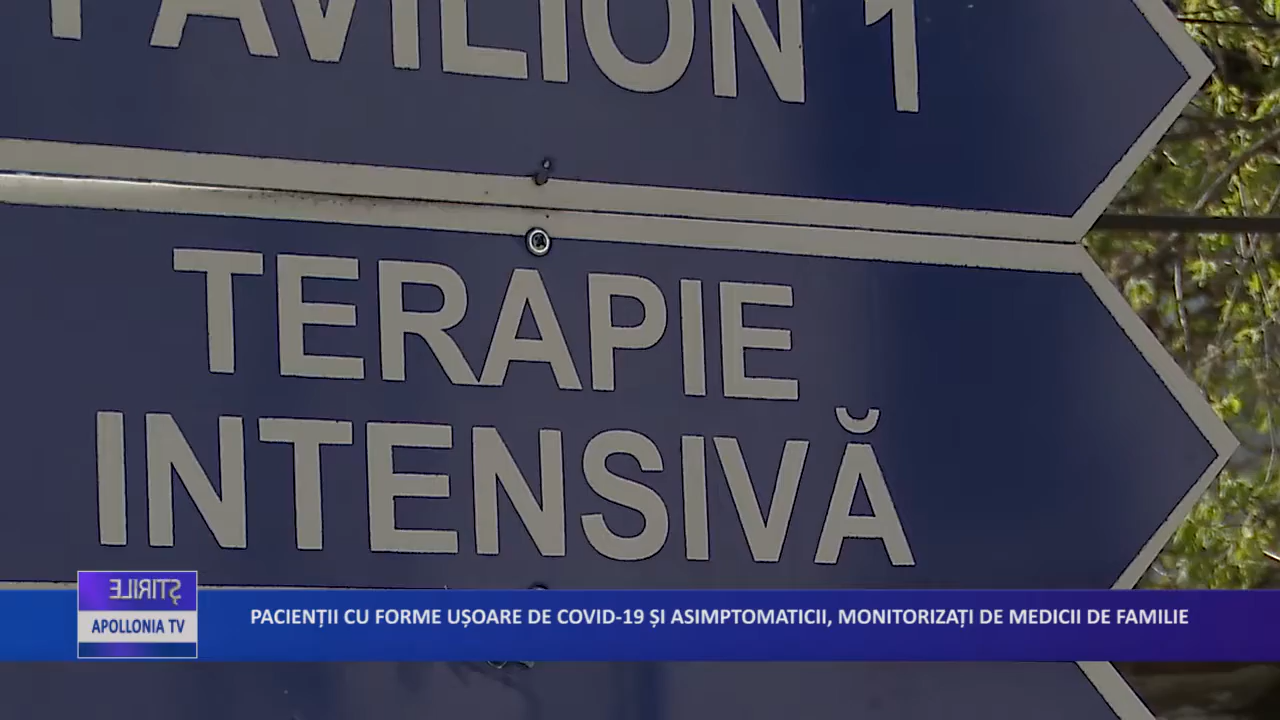 PAVILION 1
TERAPIE
INTENSIVĂ
ȘTIRILE
APOLLONIA TV
PACIENȚII CU FORME UȘOARE DE COVID-19 ȘI ASIMPTOMATICII, MONITORIZAȚI DE MEDICII DE FAMILIE